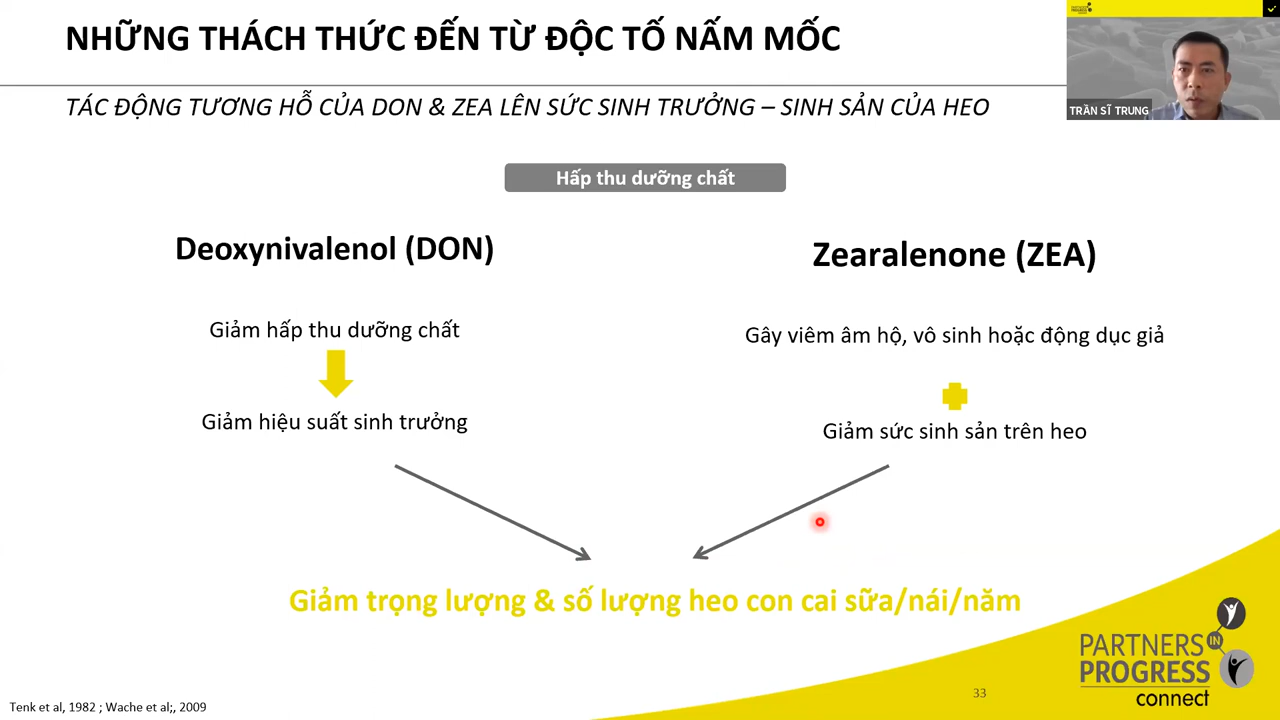 NHỮNG THÁCH THỨC ĐẾN TỪ ĐỘC TỐ NẤM MỐC
TÁC ĐỘNG TƯƠNG HỖ CỦA DON & ZEA LÊN SỨC SINH TRƯỞNG – SINH SẢN CỦA HEO
TRẦN SĨ TRUNG
Hấp thu dưỡng chất
Deoxynivalenol (DON)
Zearalenone (ZEA)
Giảm hấp thu dưỡng chất
Gây viêm âm hộ, vô sinh hoặc động dục giả
Giảm hiệu suất sinh trưởng
Giảm sức sinh sản trên heo
Giảm trọng lượng & số lượng heo con cai sữa/nái/năm
PARTNERS IN
PROGRESS
connect
33
Tenk et al, 1982 ; Wache et al;, 2009